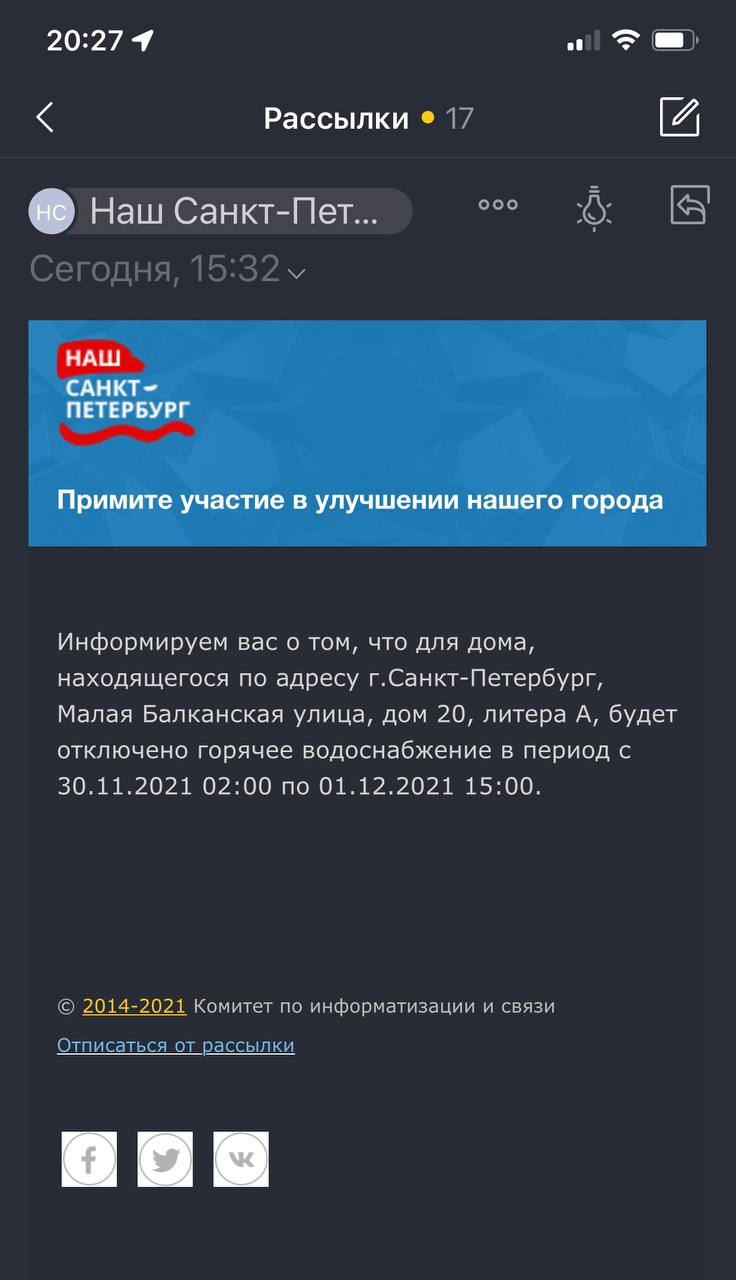 20:27
Рассылки 17
НС Наш Санкт-Пет...
Сегодня, 15:32
НАШ
САНКТ-
ПЕТЕРБУРГ
Примите участие в улучшении нашего города
Информируем вас о том, что для дома,
находящегося по адресу г.Санкт-Петербург,
Малая Балканская улица, дом 20, литера А, будет
отключено горячее водоснабжение в период с
30.11.2021 02:00 по 01.12.2021 15:00.
© 2014-2021 Комитет по информатизации и связи
Отписаться от рассылки